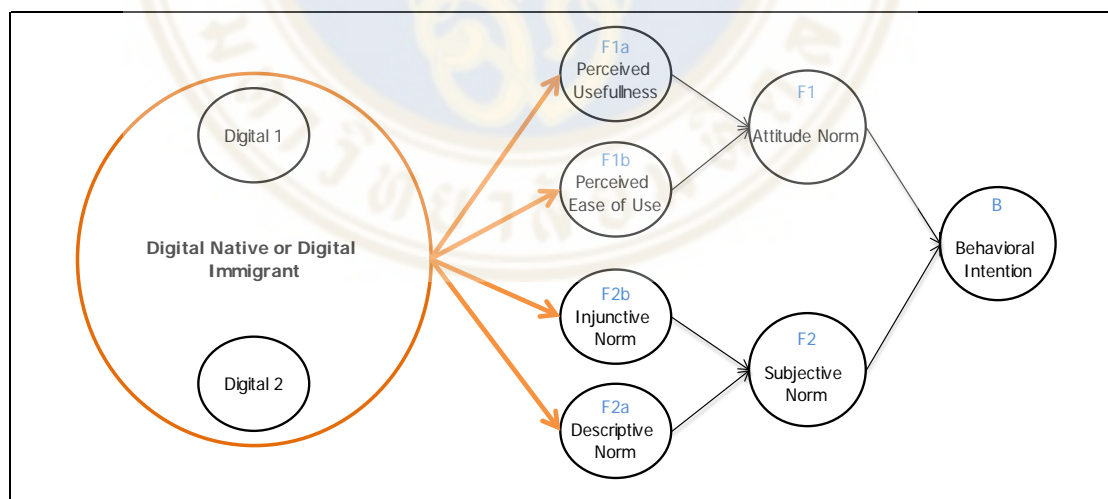 F1a
Perceived
Usefullness
F1
Attitude Norm
Digital 1
F1b
Perceived
Ease of Use
B
Behavioral
Intention
Digital Native or Digital
Immigrant
F2b
Injunctive
Norm
F2
Subjective
Norm
Digital 2
F2a
Descriptive
Norm